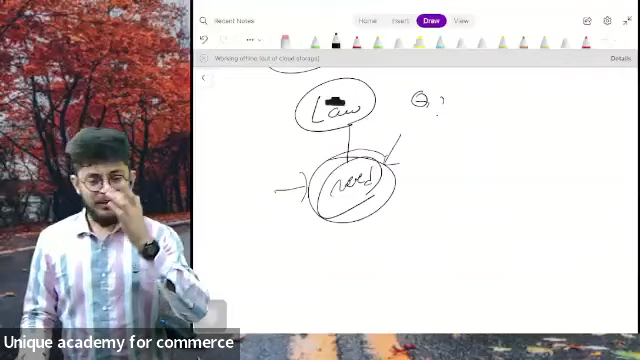 Recent Notes
Home Insert Draw View
Working offline (out of cloud storage)
Details
Law
Q ?
need
Unique academy for commerce